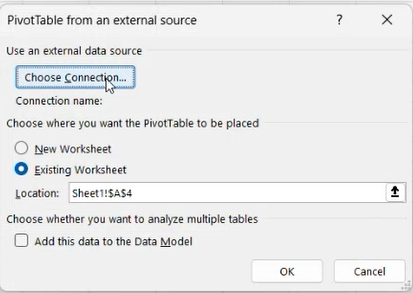 PivotTable from an external source ?
Use an external data source
Choose Connection...
Connection name:
Choose where you want the PivotTable to be placed
New Worksheet
Existing Worksheet
Location: Sheet1!$A$4
Choose whether you want to analyze multiple tables
Add this data to the Data Model
OK Cancel